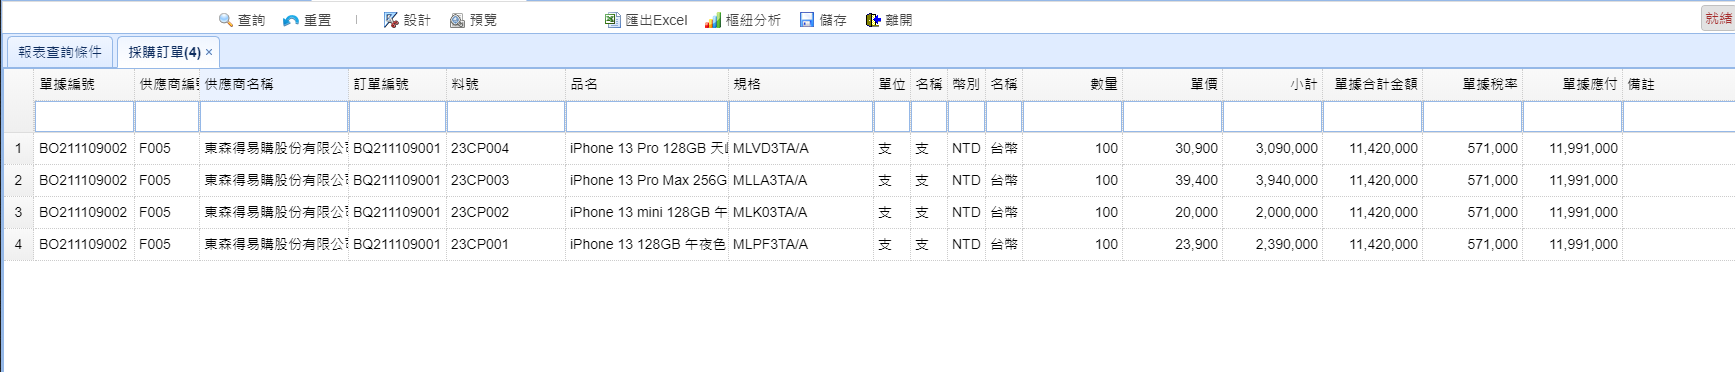 查詢 重置 設計 預覽 匯出Excel 樞紐分析 儲存 離開 就緒
報表查詢條件 採購訂單(4) ×
單據編號 供應商編號 供應商名稱 訂單編號 料號 品名 規格 單位 名稱 幣別 名稱 數量 單價 小計 單據合計金額 單據稅率 單據應付 備註
1 BO211109002 F005 東森得易購股份有限公司 BQ211109001 23CP004 iPhone 13 Pro 128GB 天 MLVD3TA/A 支 支 NTD 台幣 100 30,900 3,090,000 11,420,000 571,000 11,991,000
2 BO211109002 F005 東森得易購股份有限公司 BQ211109001 23CP003 iPhone 13 Pro Max 256G MLLA3TA/A 支 支 NTD 台幣 100 39,400 3,940,000 11,420,000 571,000 11,991,000
3 BO211109002 F005 東森得易購股份有限公司 BQ211109001 23CP002 iPhone 13 mini 128GB 午 MLK03TA/A 支 支 NTD 台幣 100 20,000 2,000,000 11,420,000 571,000 11,991,000
4 BO211109002 F005 東森得易購股份有限公司 BQ211109001 23CP001 iPhone 13 128GB 午夜色 MLPF3TA/A 支 支 NTD 台幣 100 23,900 2,390,000 11,420,000 571,000 11,991,000